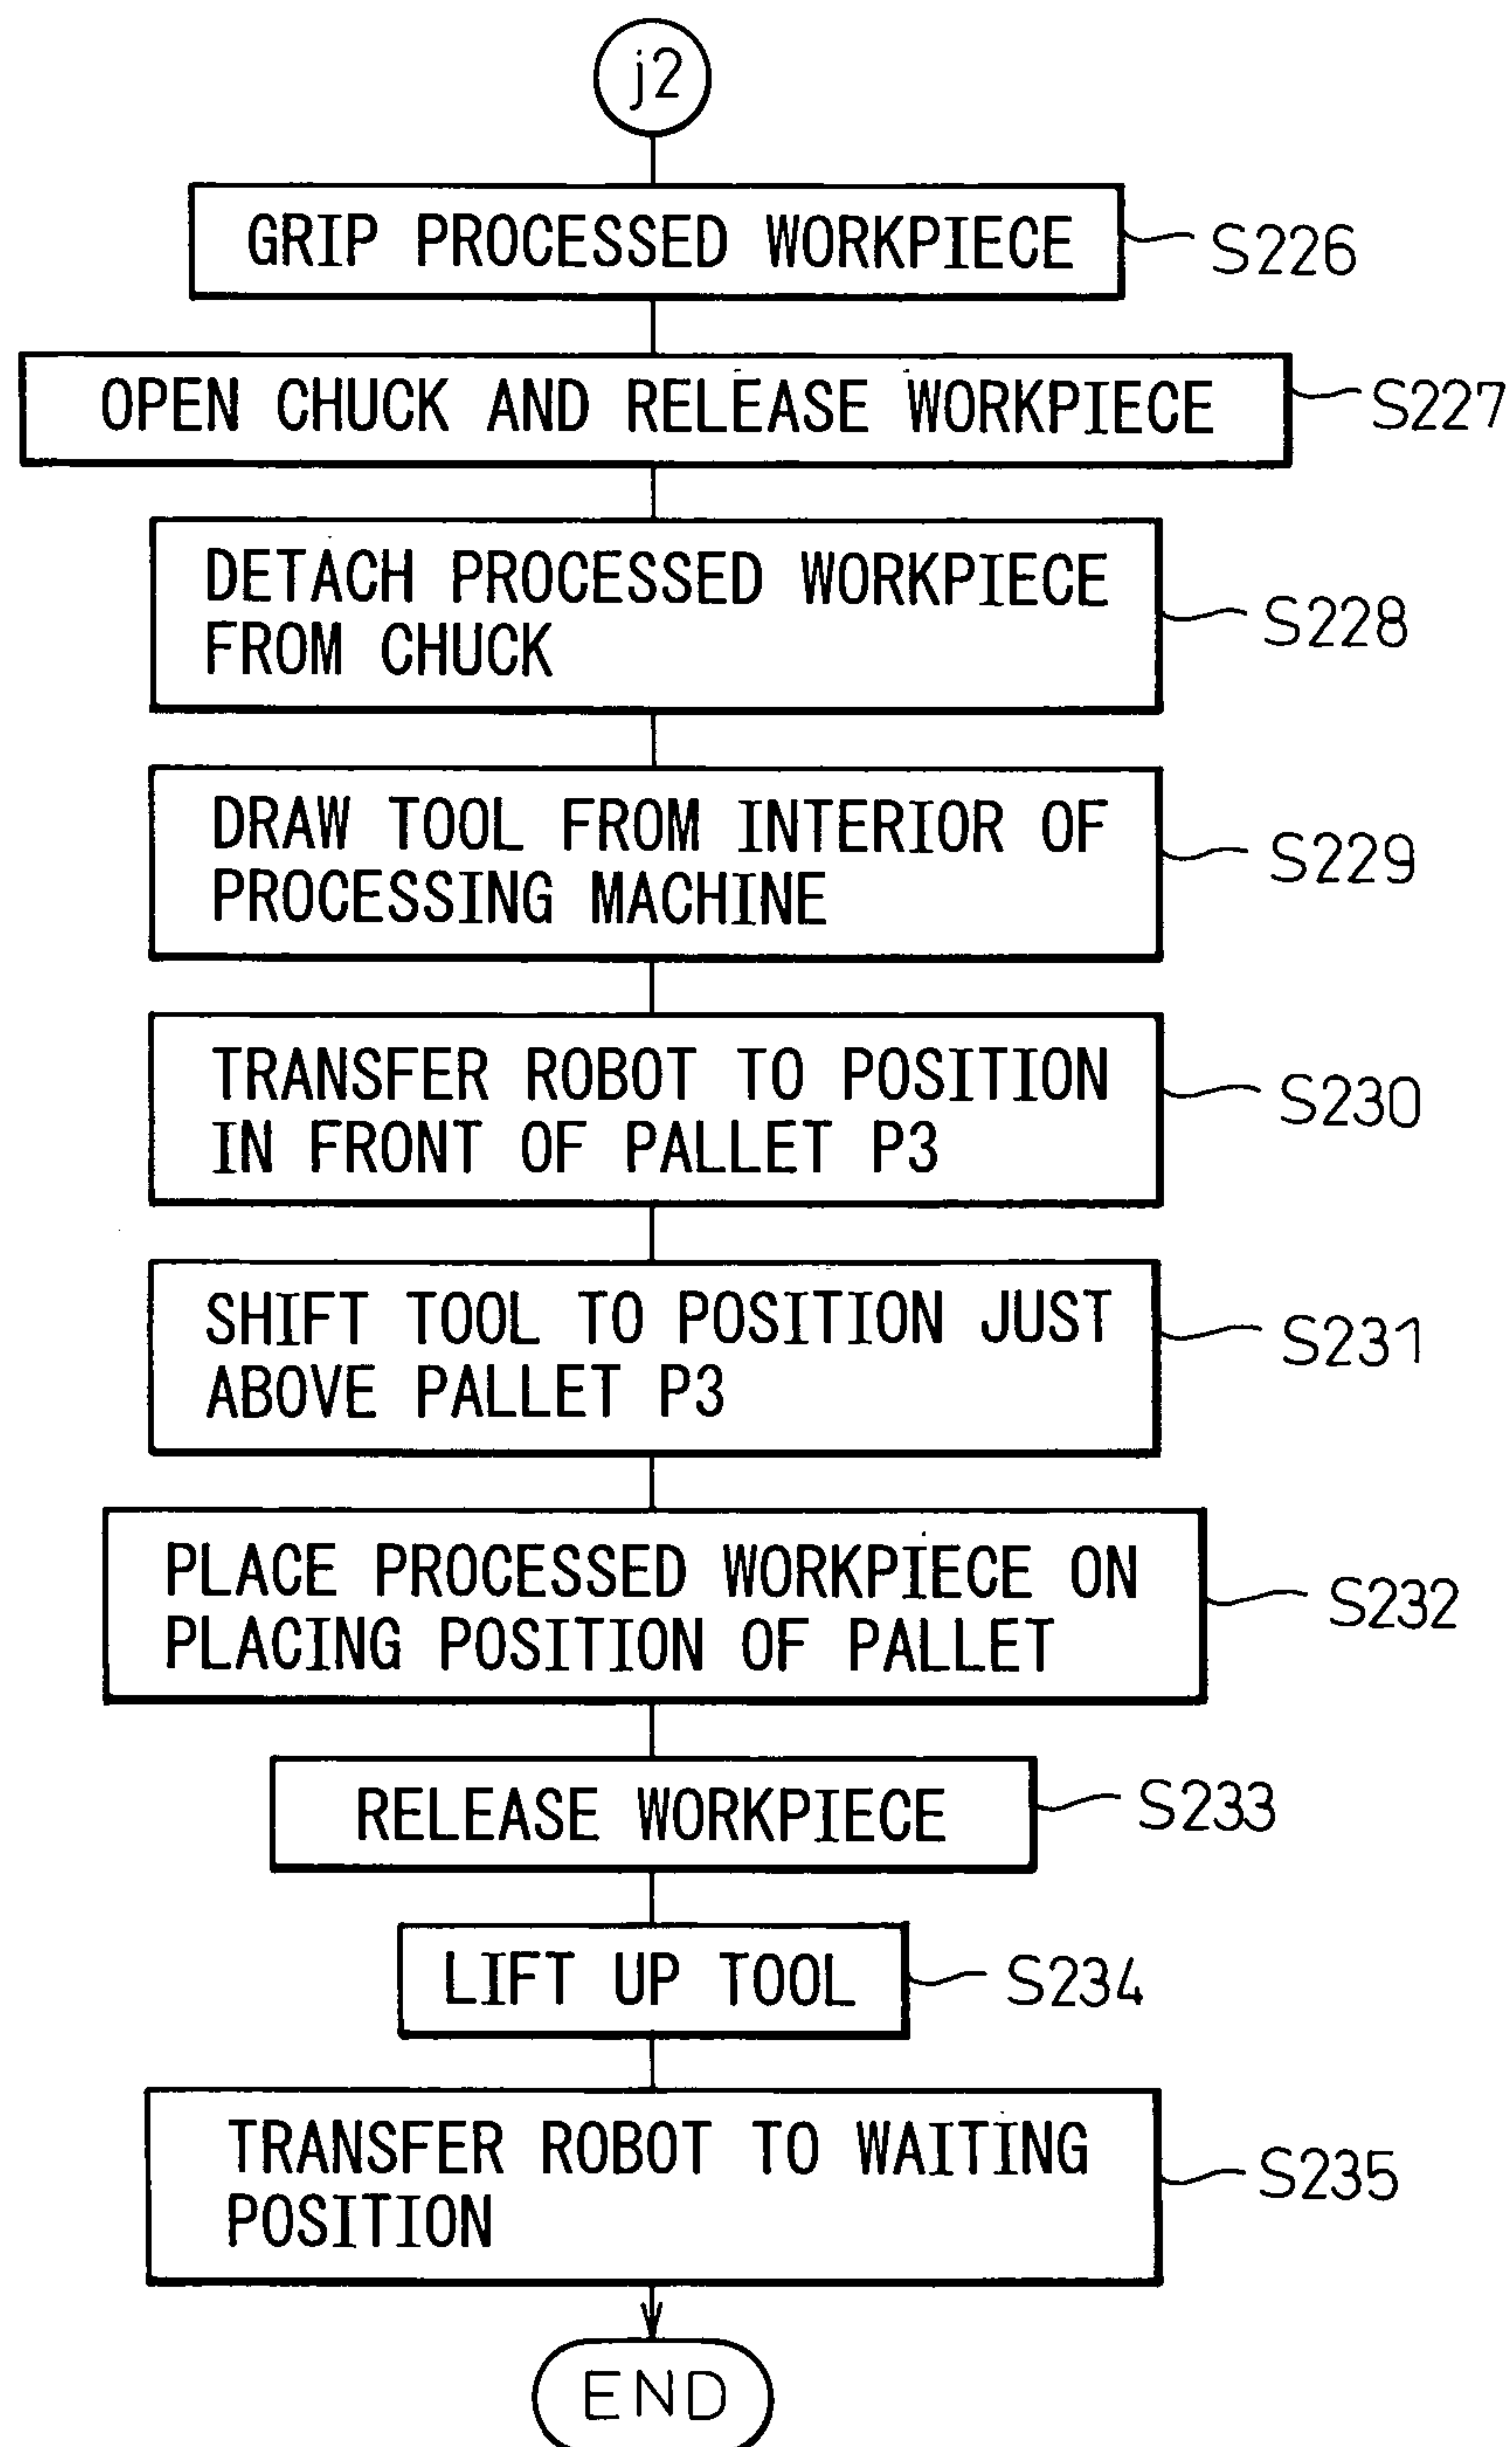 j2
GRIP PROCESSED WORKPIECE
S226
OPEN CHUCK AND RELEASE WORKPIECE
S227
DETACH PROCESSED WORKPIECE
FROM CHUCK
S228
DRAW TOOL FROM INTERIOR OF
PROCESSING MACHINE
S229
TRANSFER ROBOT TO POSITION
IN FRONT OF PALLET P3
S230
SHIFT TOOL TO POSITION JUST
ABOVE PALLET P3
S231
PLACE PROCESSED WORKPIECE ON
PLACING POSITION OF PALLET
S232
RELEASE WORKPIECE
S233
LIFT UP TOOL
S234
TRANSFER ROBOT TO WAITING
POSITION
S235
END